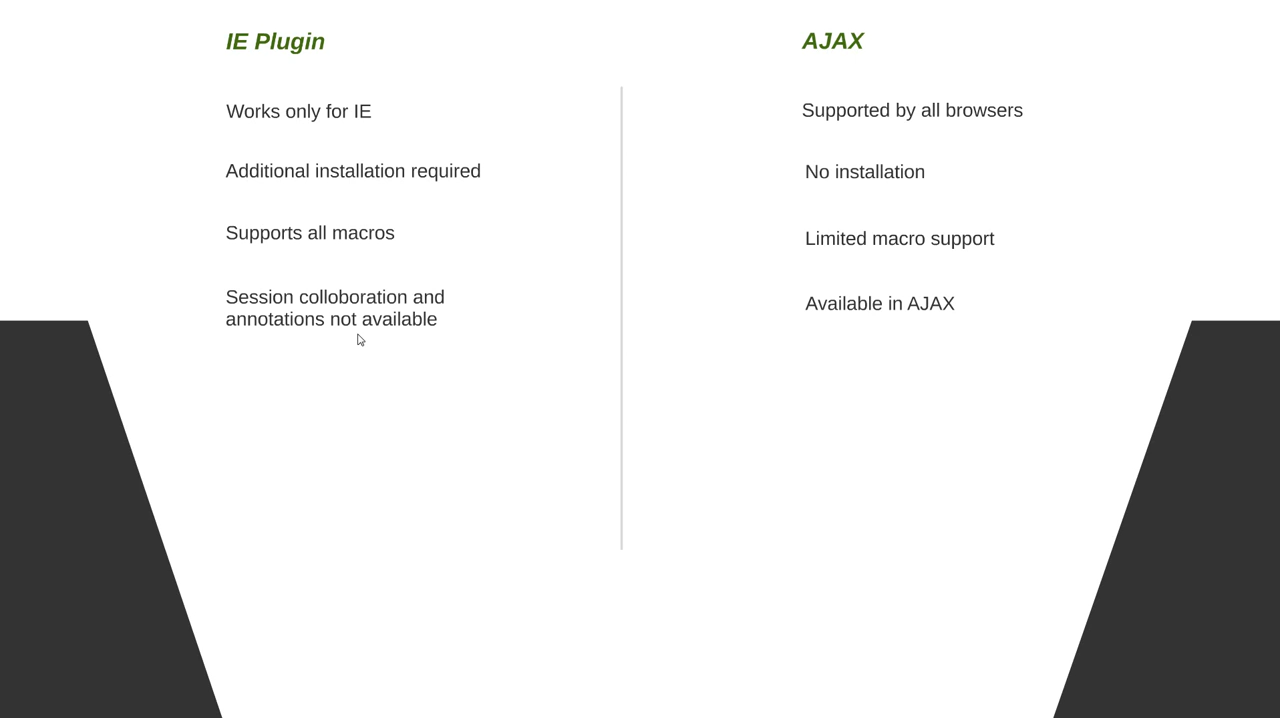 IE Plugin
Works only for IE
Additional installation required
Supports all macros
Session colloboration and
annotations not available
AJAX
Supported by all browsers
No installation
Limited macro support
Available in AJAX